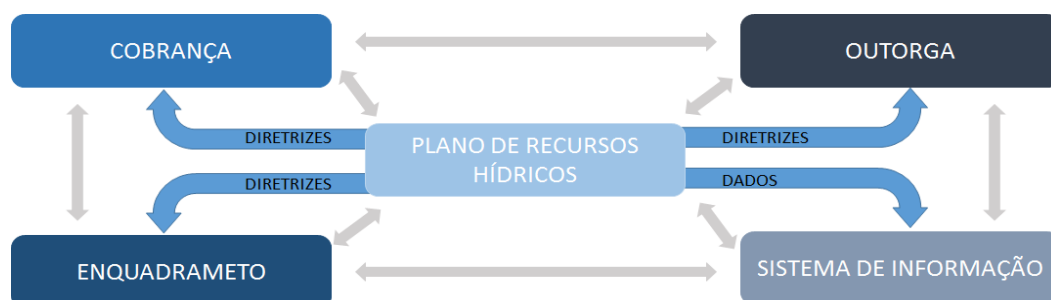 COBRANÇA
OUTORGA
DIRETRIZES
PLANO DE RECURSOS
HÍDRICOS
DIRETRIZES
DIRETRIZES
DADOS
ENQUADRAMETO
SISTEMA DE INFORMAÇÃO